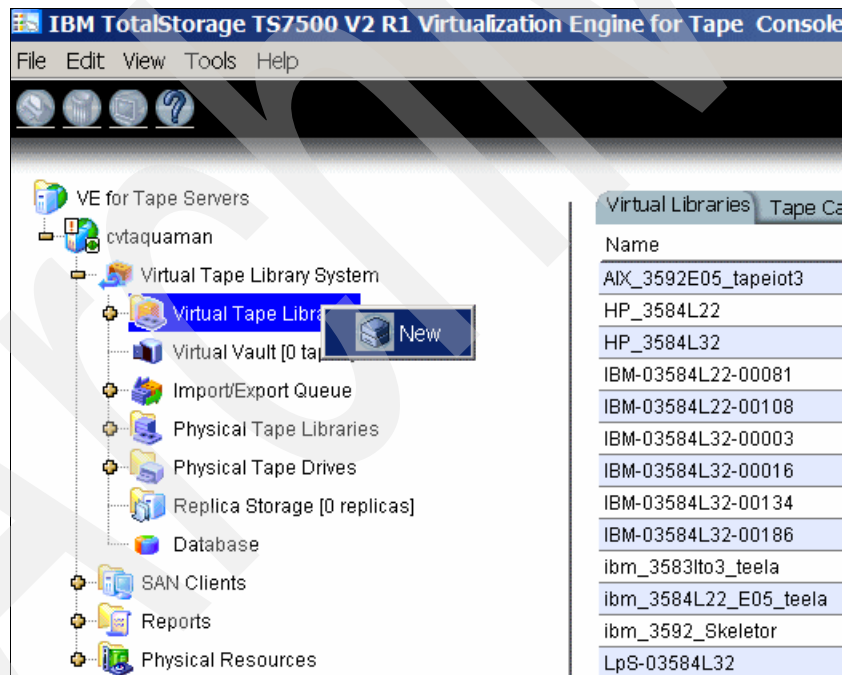 IBM TotalStorage TS7500 V2 R1 Virtualization Engine for Tape Console
File Edit View Tools Help
VE for Tape Servers
cvtaquaman
Virtual Tape Library System
Virtual Tape
New
Virtual Vault [0
Import/Export Queue
Physical Tape Libraries
Physical Tape Drives
Replica Storage [0 replicas]
Database
SAN Clients
Reports
Physical Resources
Virtual Libraries Tape
Name
AIX_3592E05_tapeiot3
HP_3584L22
HP_3584L32
IBM-03584L22-00081
IBM-03584L22-00108
IBM-03584L32-00003
IBM-03584L32-00016
IBM-03584L32-00134
IBM-03584L32-00186
ibm_3583lto3_teela
ibm_3584L22_E05_teela
ibm_3592_Skeletor
LpS-03584L32